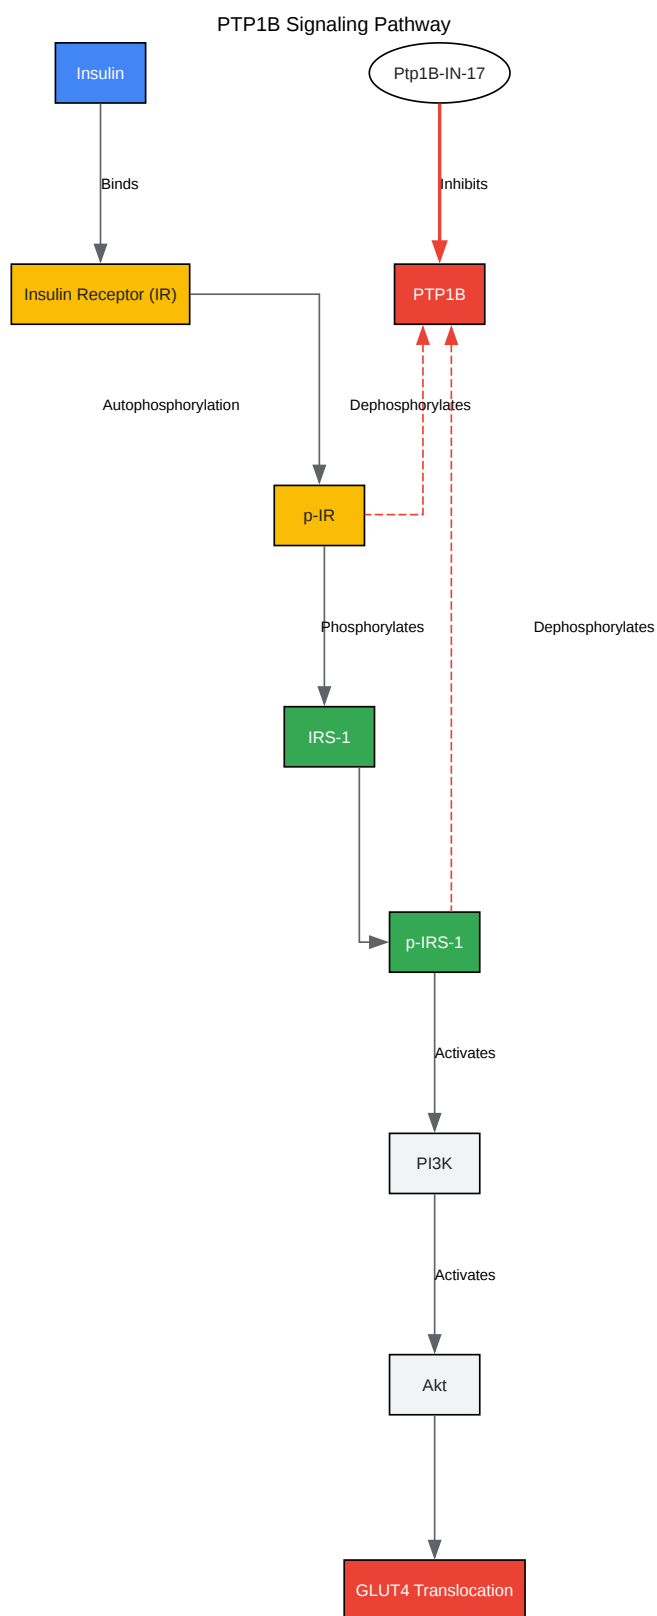 PTP1B Signaling Pathway
Insulin
Ptp1B-IN-17
Binds
Inhibits
Insulin Receptor (IR)
PTP1B
Autophosphorylation
Dephosphorylates
p-IR
Phosphorylates
Dephosphorylates
IRS-1
p-IRS-1
Activates
PI3K
Activates
Akt
GLUT4 Translocation